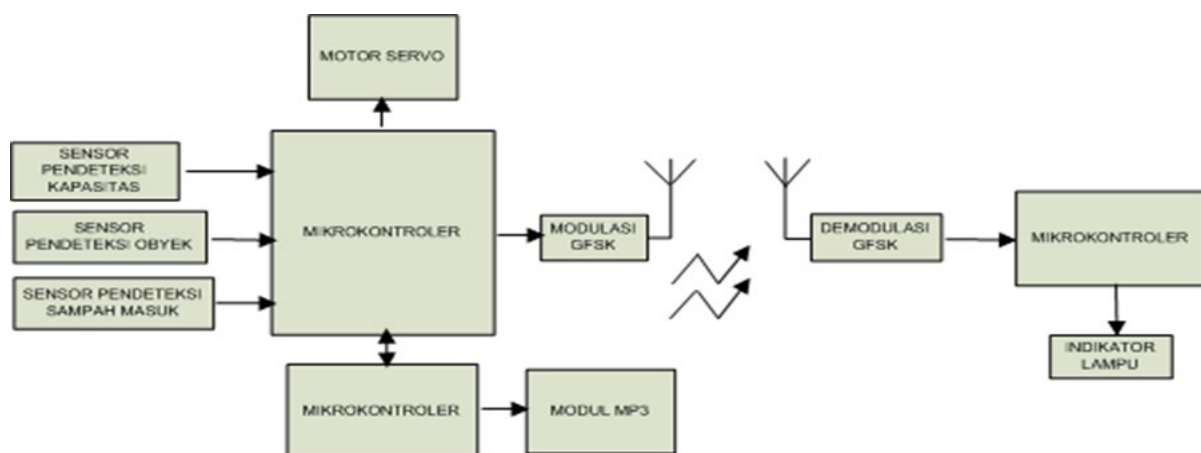 MOTOR SERVO
SENSOR
PENDETEKSI
KAPASITAS
SENSOR
PENDETEKSI OBYEK
SENSOR PENDETEKSI
SAMPAH MASUK
MIKROKONTROLER
MODULASI
GFSK
DEMODULASI
GFSK
MIKROKONTROLER
INDIKATOR
LAMPU
MIKROKONTROLER
MODUL MP3